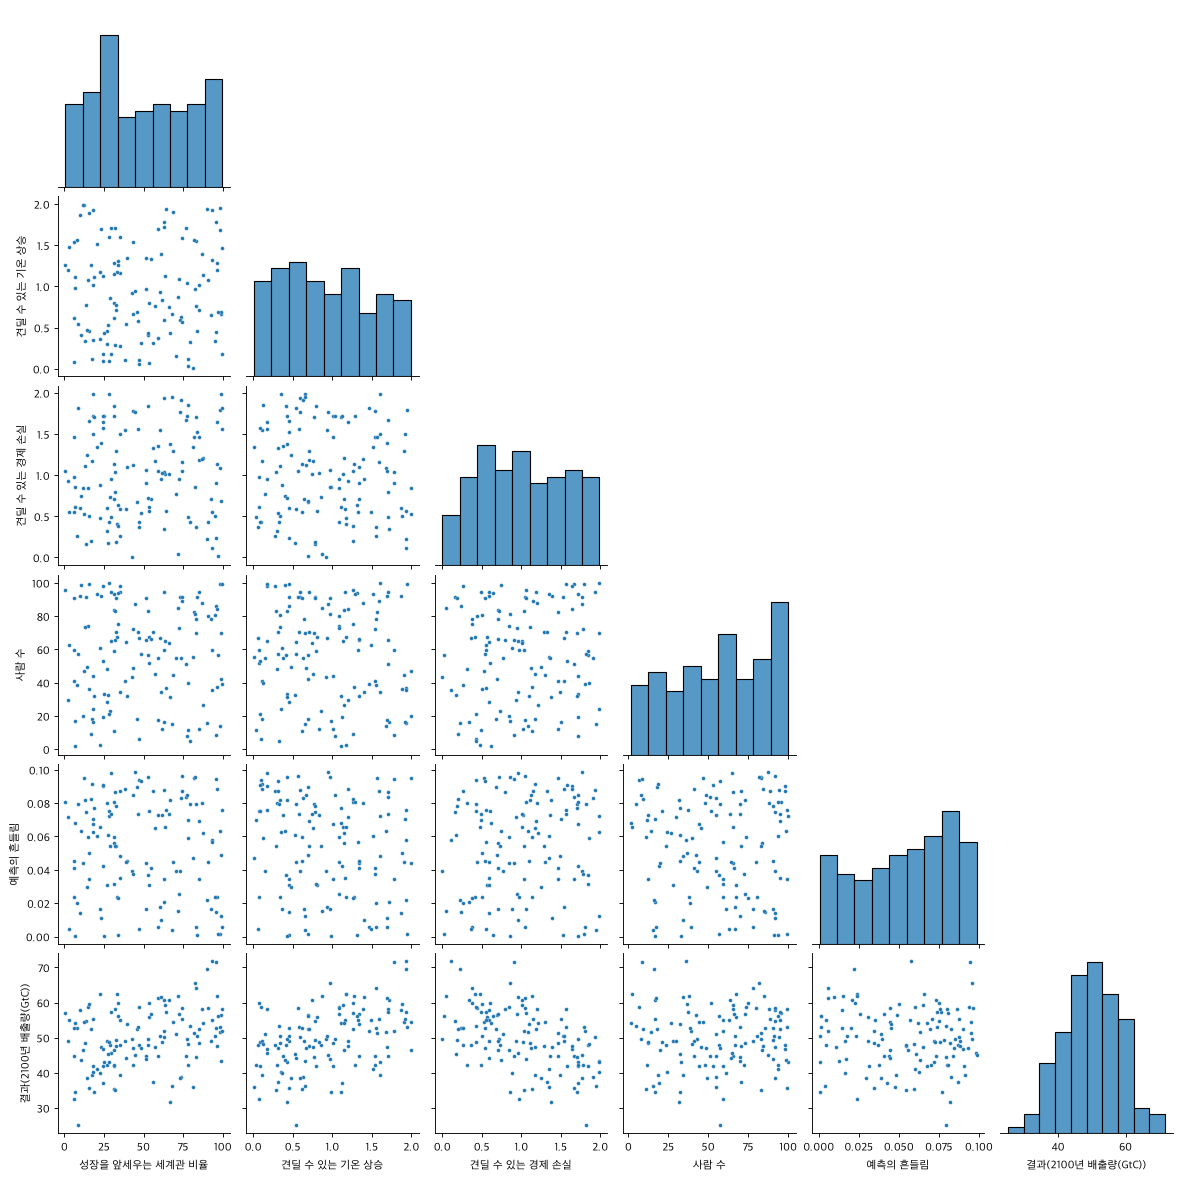 2.0
1.5
1.0
0.5
0.0
견딜 수 있는 기온 상승
2.0
1.5
1.0
0.5
0.0
견딜 수 있는 경제 손실
100
80
60
40
20
0
사람 수
0.10
0.08
0.06
0.04
0.02
0.00
예측의 흔들림
70
60
50
40
30
결과(2100년 배출량(GtC))
0 25 50 75 100
0.0 0.5 1.0 1.5 2.0
0.0 0.5 1.0 1.5 2.0
0 25 50 75 100
0.000 0.025 0.050 0.075 0.100
40 60
성장을 앞세우는 세계관 비율
견딜 수 있는 기온 상승
견딜 수 있는 경제 손실
사람 수
예측의 흔들림
결과(2100년 배출량(GtC))